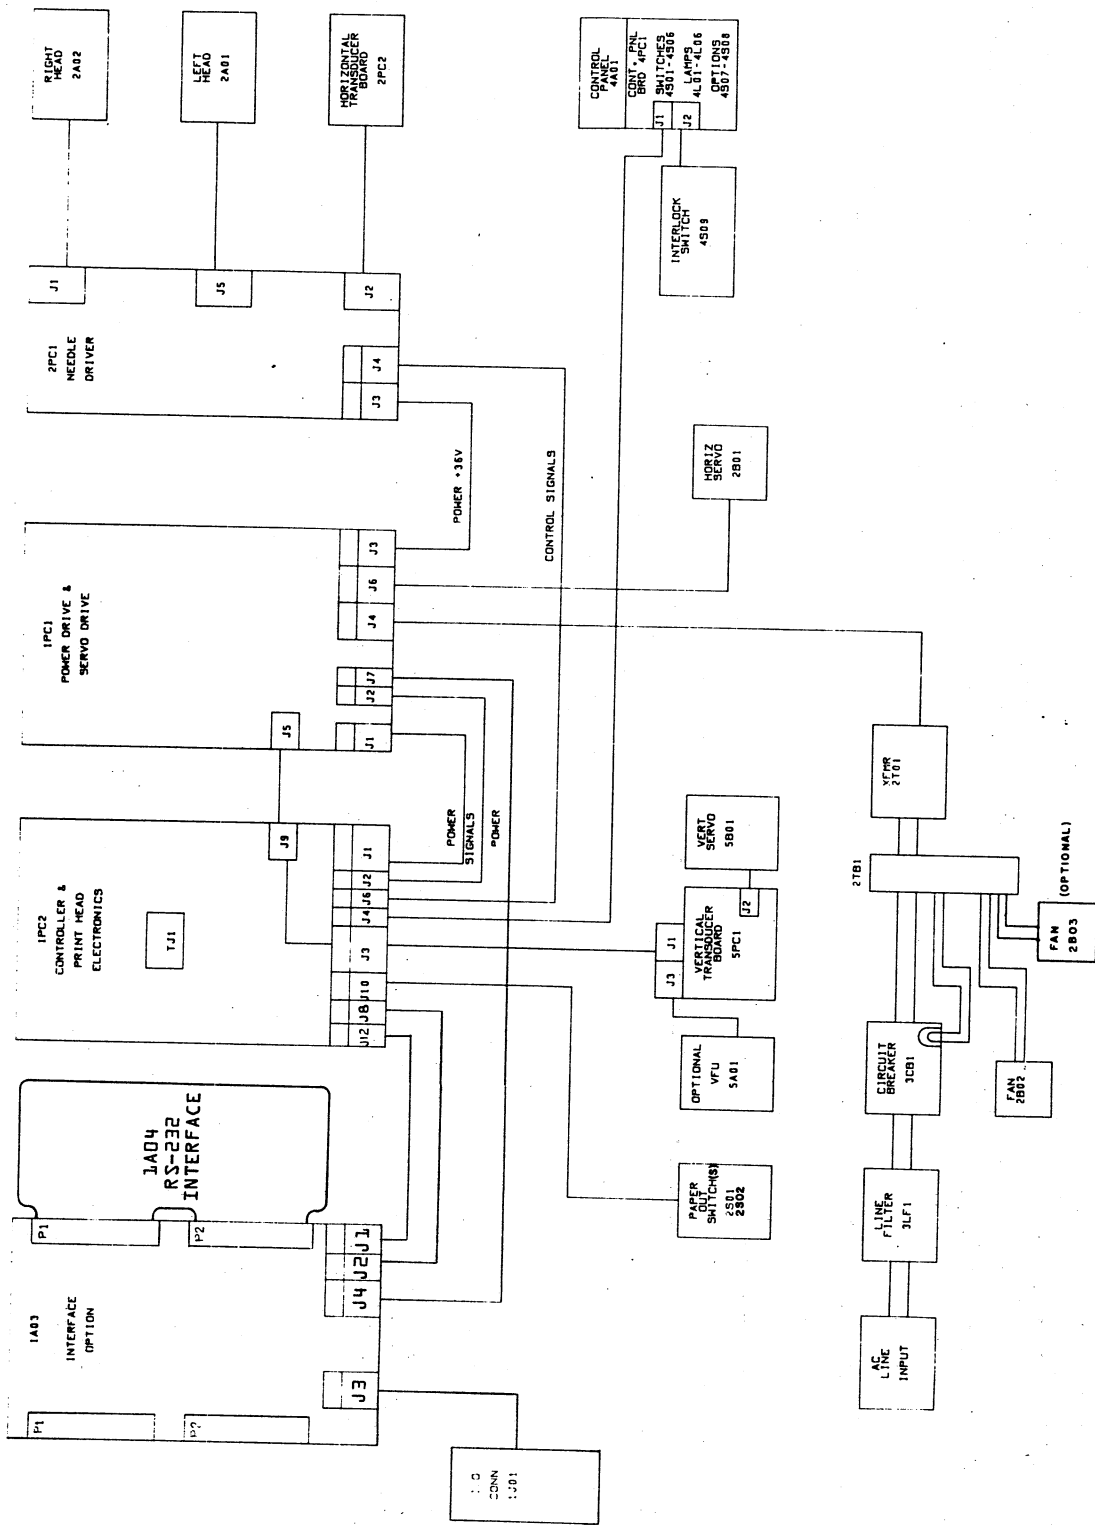 1A03
INTERFACE
OPTION
P1
P2
P1
P2
J3
J4
J2
J1
1A04
RS-232
INTERFACE
CONN
1J01
1PC2
CONTROLLER &
PRINT HEAD
ELECTRONICS
TJ1
J9
J12
J8
J10
J3
J4
J6
J2
J1
1PC1
POWER DRIVE &
SERVO DRIVE
J5
J1
J2
J7
J4
J6
J3
POWER
SIGNALS
POWER
POWER +36V
CONTROL SIGNALS
2PC1
NEEDLE
DRIVER
J1
J5
J2
J3
J4
RIGHT
HEAD
2A02
LEFT
HEAD
2A01
HORIZONTAL
TRANSDUCER
BOARD
2PC2
PAPER
OUT
SWITCH(S)
2S01
2S02
OPTIONAL
VFU
5A01
J3
J1
VERTICAL
TRANSDUCER
BOARD
5PC1
J2
VERT
SERVO
5B01
HORIZ
SERVO
2B01
INTERLOCK
SWITCH
4S09
CONTROL
PANEL
4A01
CONT. PNL
BRD 4PC1
J1
J2
SWITCHES
4S01-4S06
LAMPS
4L01-4L06
OPTIONS
4S07-4S08
AC
LINE
INPUT
LINE
FILTER
3LF1
CIRCUIT
BREAKER
3CB1
2TB1
XFMR
2T01
FAN
2B02
FAN
2B03
(OPTIONAL)